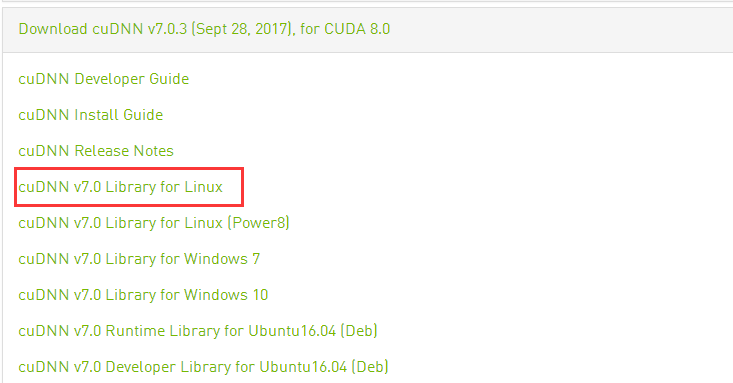 Download cuDNN v7.0.3 (Sept 28, 2017), for CUDA 8.0
cuDNN Developer Guide
cuDNN Install Guide
cuDNN Release Notes
cuDNN v7.0 Library for Linux
cuDNN v7.0 Library for Linux (Power8)
cuDNN v7.0 Library for Windows 7
cuDNN v7.0 Library for Windows 10
cuDNN v7.0 Runtime Library for Ubuntu16.04 (Deb)
cuDNN v7.0 Developer Library for Ubuntu16.04 (Deb)